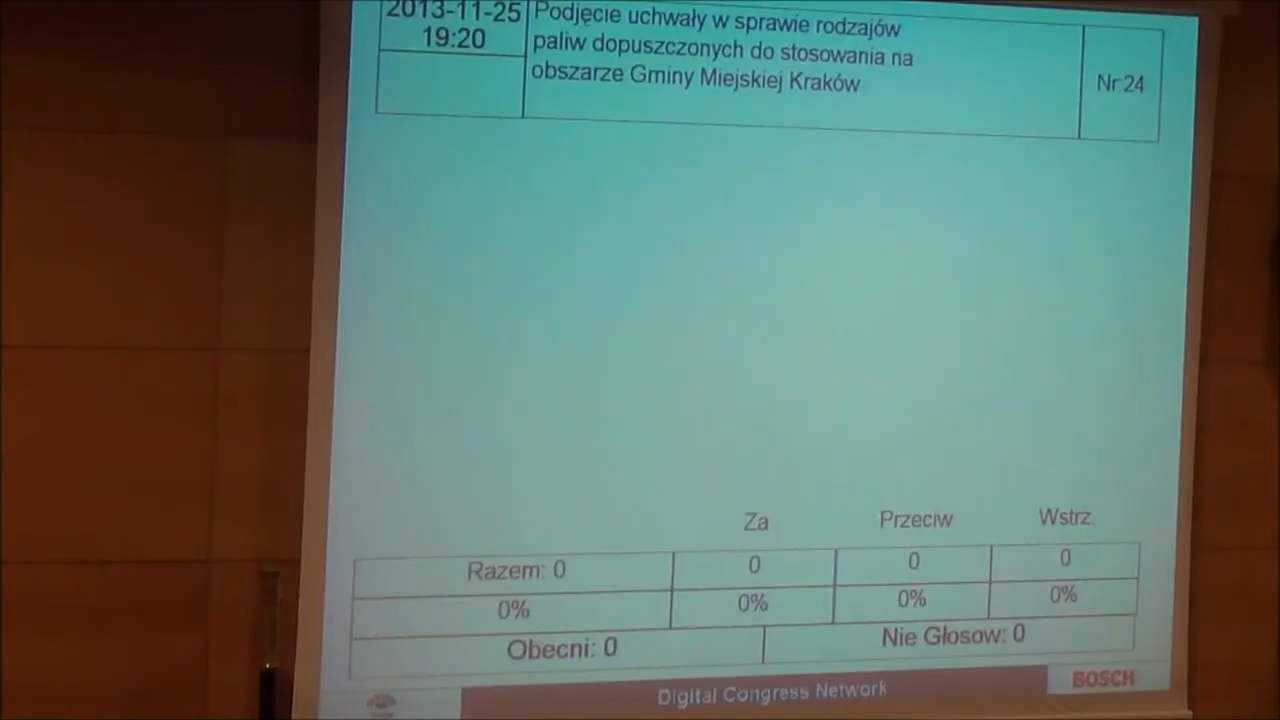 2013-11-25
19:20
Podjęcie uchwały w sprawie rodzajów
paliw dopuszczonych do stosowania na
obszarze Gminy Miejskiej Kraków
Nr:24
Za Przeciw Wstrz.
Razem: 0 0 0 0
0% 0% 0% 0%
Obecni: 0 Nie Głosow: 0
Digital Congress Network
BOSCH